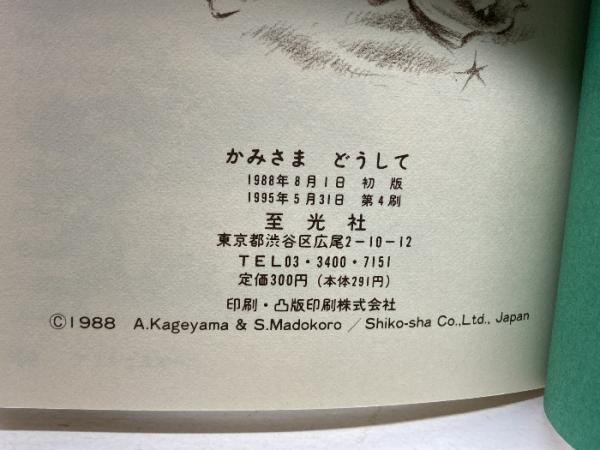 かみさま　どうして
1988年8月1日　初　版
1995年5月31日　第4刷
至　光　社
東京都渋谷区広尾2-10-12
TEL03・3400・7151
定価300円（本体291円）
印刷・凸版印刷株式会社
©1988　A.Kageyama & S.Madokoro／Shiko-sha Co.,Ltd., Japan